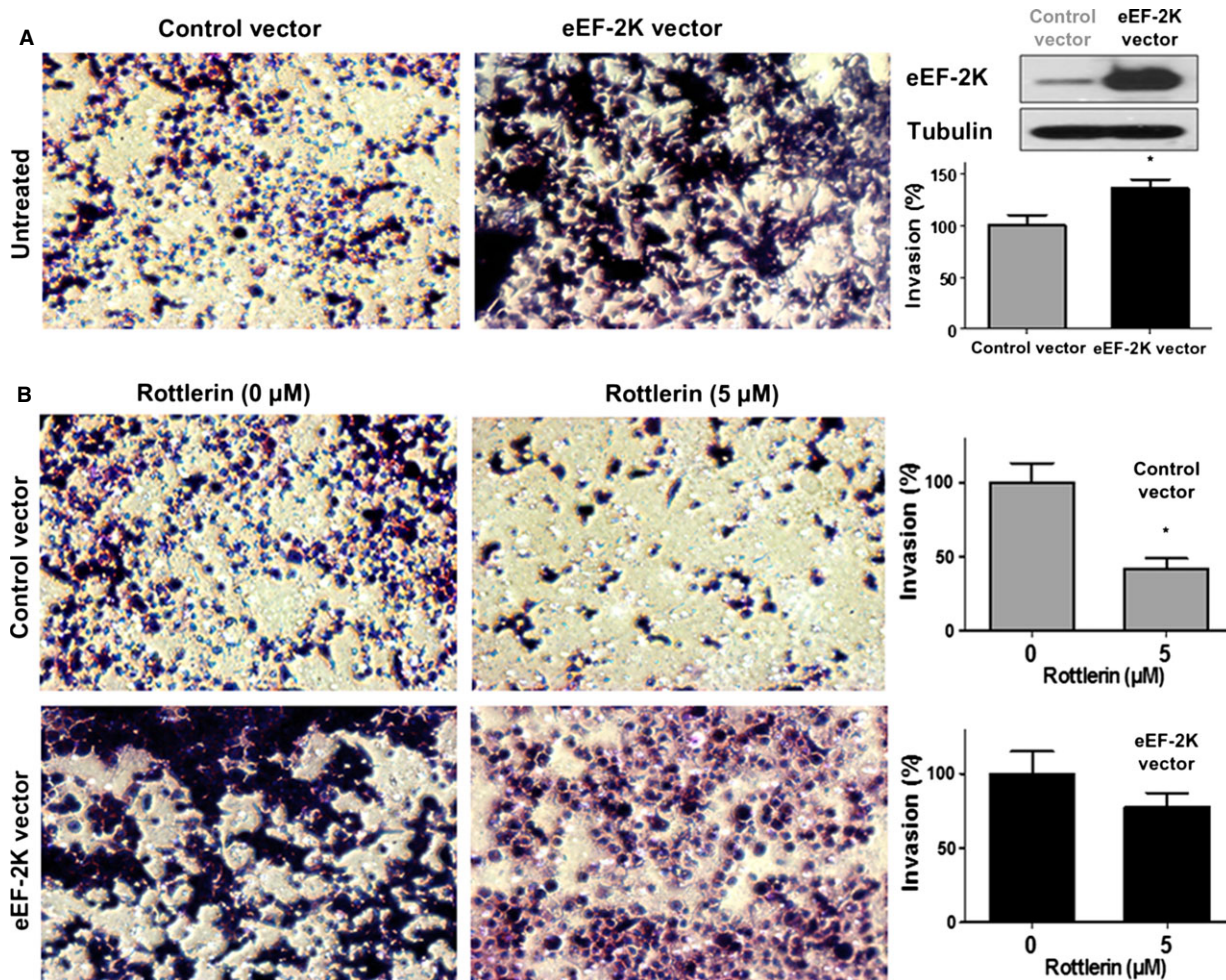 A
Control vector
eEF-2K vector
Untreated
Control
vector
eEF-2K
vector
eEF-2K
Tubulin
*
Invasion (%)
150
100
50
0
Control vector
eEF-2K vector
B
Rottlerin (0 µM)
Rottlerin (5 µM)
Control vector
Invasion (%)
100
50
0
Control
vector
*
0
5
Rottlerin (µM)
eEF-2K vector
Invasion (%)
100
50
0
eEF-2K
vector
0
5
Rottlerin (µM)